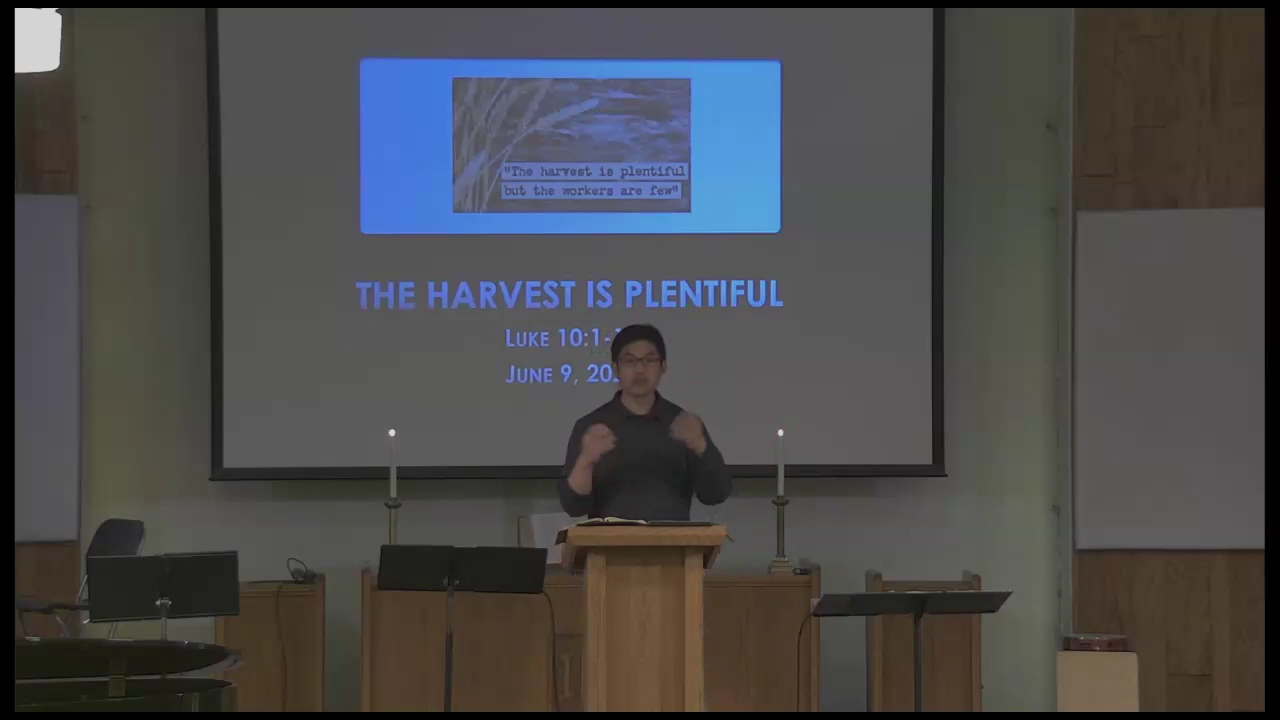 "The harvest is plentiful
but the workers are few"
THE HARVEST IS PLENTIFUL
LUKE 10:1-
JUNE 9, 20